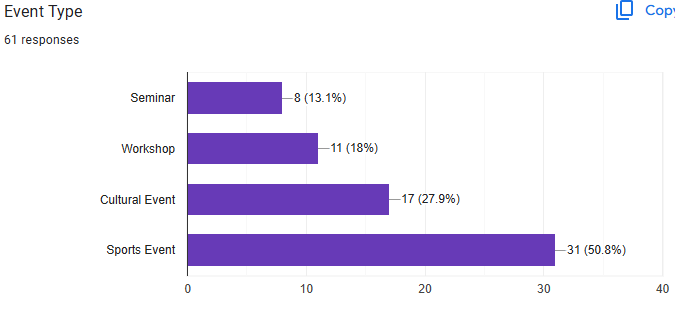 Event Type
Copy
61 responses
Seminar 8 (13.1%)
Workshop 11 (18%)
Cultural Event 17 (27.9%)
Sports Event 31 (50.8%)
0 10 20 30 40